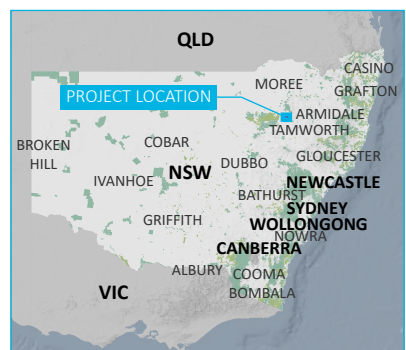 QLD
CASINO
MOREE
GRAFTON
PROJECT LOCATION
ARMIDALE
TAMWORTH
COBAR
BROKEN
HILL
GLOUCESTER
DUBBO
NSW
IVANHOE
NEWCASTLE
BATHURST
SYDNEY
GRIFFITH
WOLLONGONG
NOWRA
CANBERRA
ALBURY
COOMA
VIC
BOMBALA